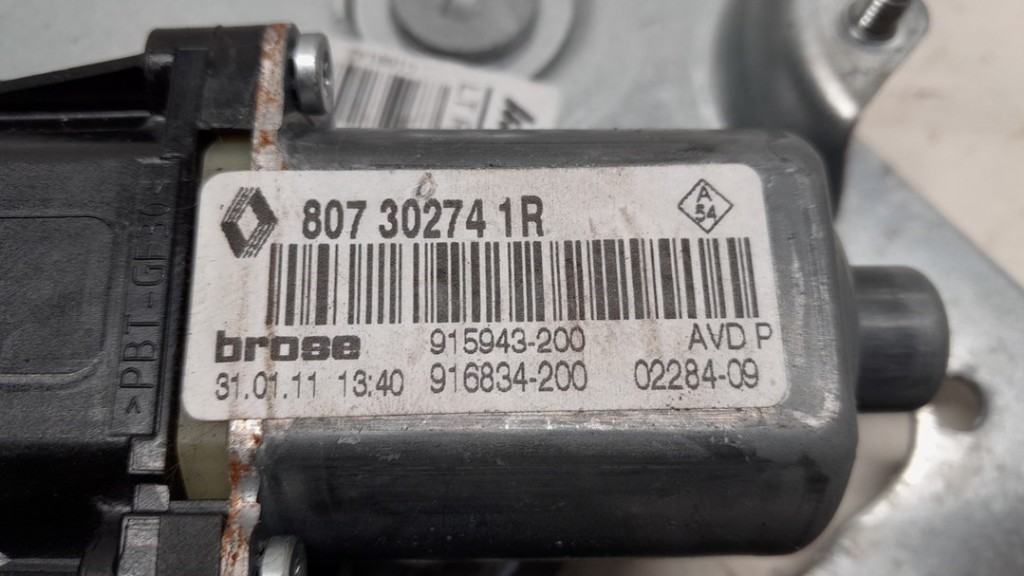 807 30274 1R
A
54
brose 915943-200 AVD P
31.01.11 13:40 916834-200 02284-09
>PBT-GF30